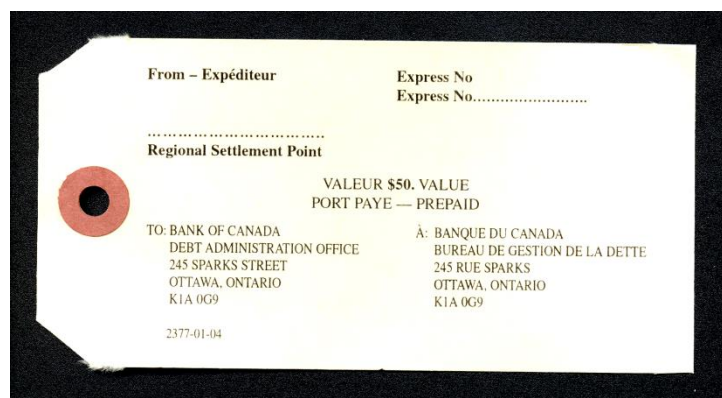 From – Expéditeur
Express No
Express No.........................
..................................
Regional Settlement Point
VALEUR $50. VALUE
PORT PAYE — PREPAID
TO: BANK OF CANADA
DEBT ADMINISTRATION OFFICE
245 SPARKS STREET
OTTAWA, ONTARIO
K1A 0G9
À: BANQUE DU CANADA
BUREAU DE GESTION DE LA DETTE
245 RUE SPARKS
OTTAWA, ONTARIO
K1A 0G9
2377-01-04